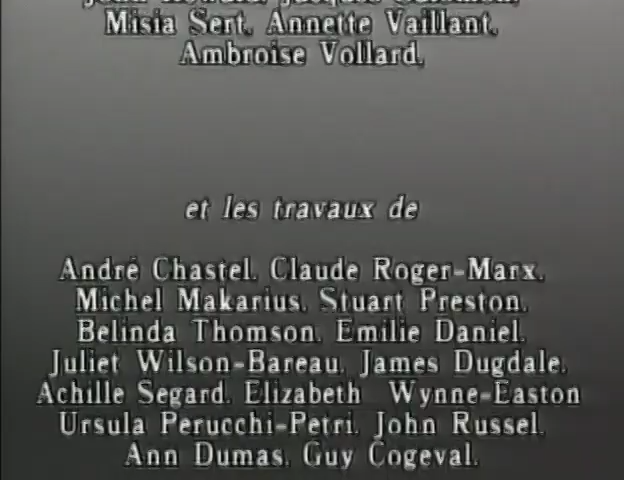 Misia Sert, Annette Vaillant,
Ambroise Vollard.
et les travaux de
André Chastel, Claude Roger-Marx,
Michel Makarius, Stuart Preston,
Belinda Thomson, Emilie Daniel,
Juliet Wilson-Bareau, James Dugdale,
Achille Segard, Elizabeth Wynne-Easton
Ursula Perucchi-Petri, John Russel,
Ann Dumas, Guy Cogeval.